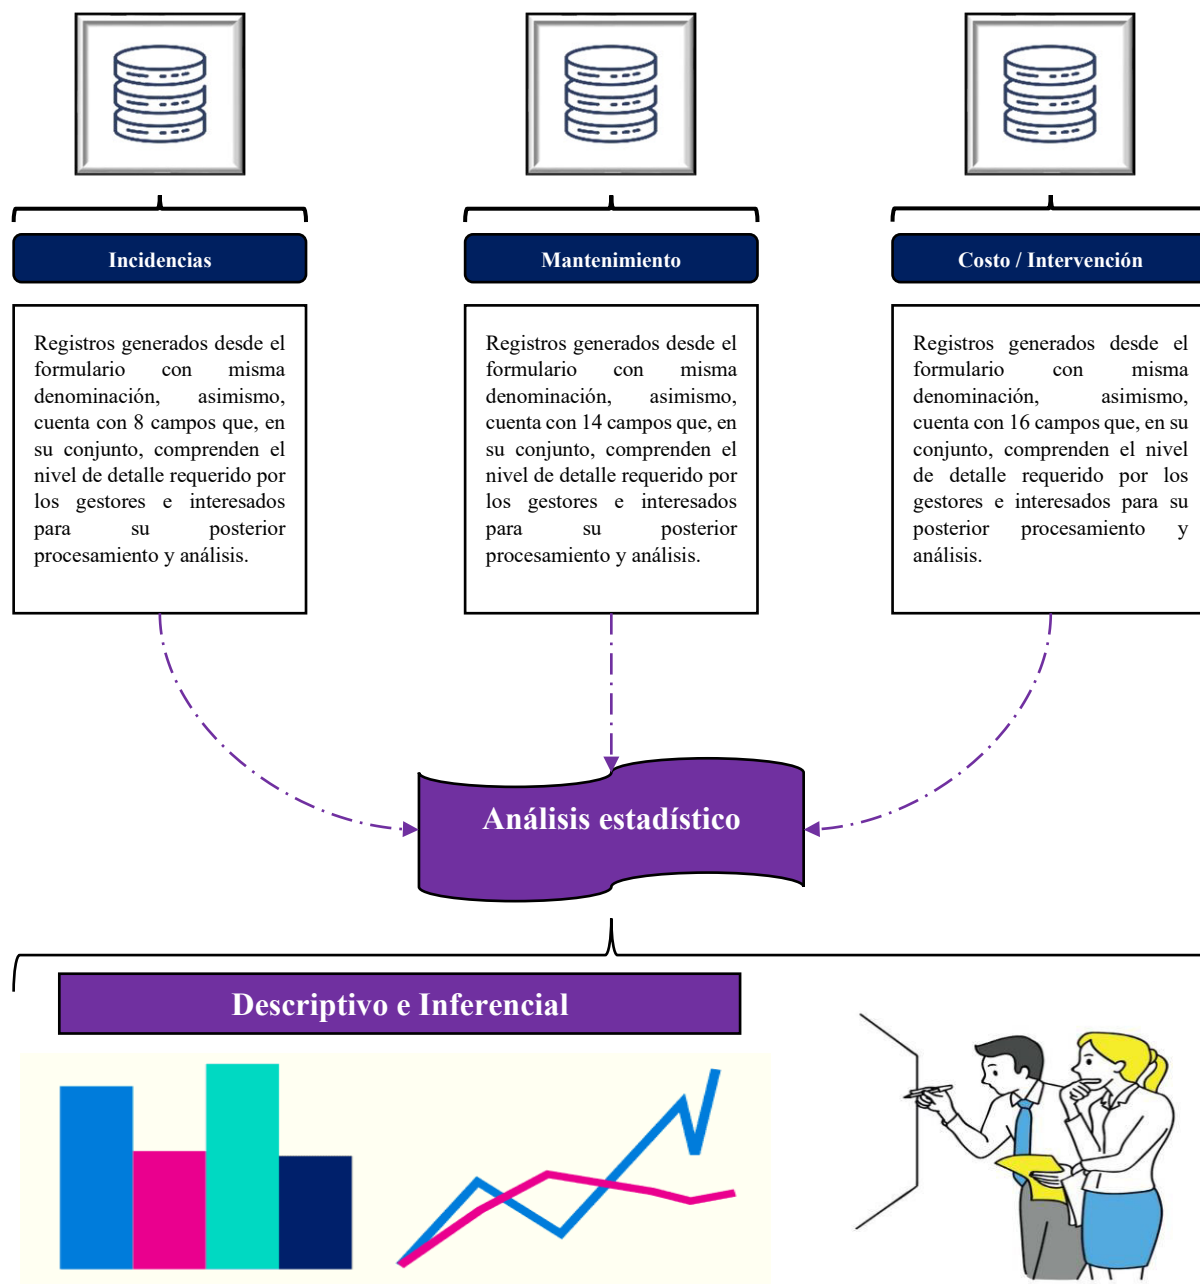 Incidencias
Registros generados desde el
formulario con misma
denominación, asimismo,
cuenta con 8 campos que, en
su conjunto, comprenden el
nivel de detalle requerido por
los gestores e interesados
para su posterior
procesamiento y análisis.
Mantenimiento
Registros generados desde el
formulario con misma
denominación, asimismo,
cuenta con 14 campos que, en
su conjunto, comprenden el
nivel de detalle requerido por
los gestores e interesados
para su posterior
procesamiento y análisis.
Costo / Intervención
Registros generados desde el
formulario con misma
denominación, asimismo,
cuenta con 16 campos que, en su
conjunto, comprenden el nivel
de detalle requerido por los
gestores e interesados para su
posterior procesamiento y
análisis.
Análisis estadístico
Descriptivo e Inferencial